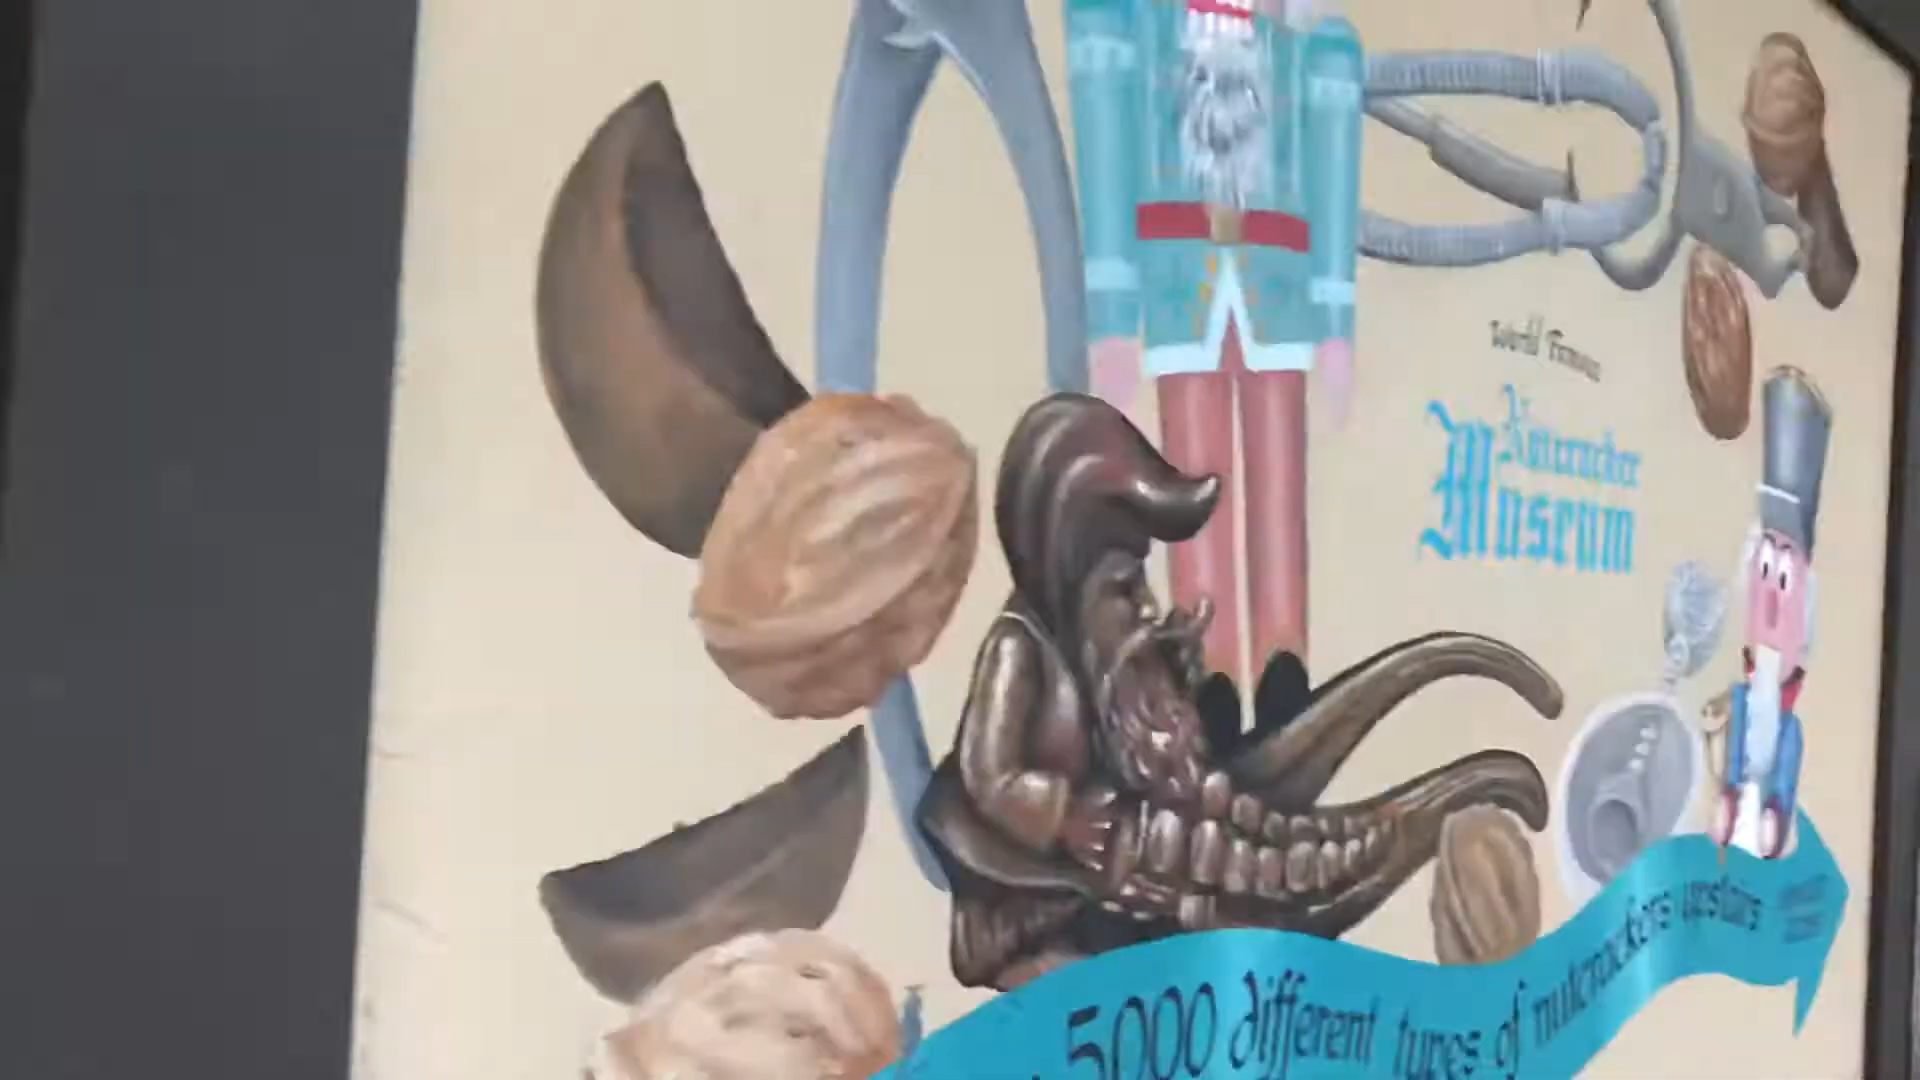 World Famous
Nutcracker
Museum
5000 different types of nutcrackers upstairs